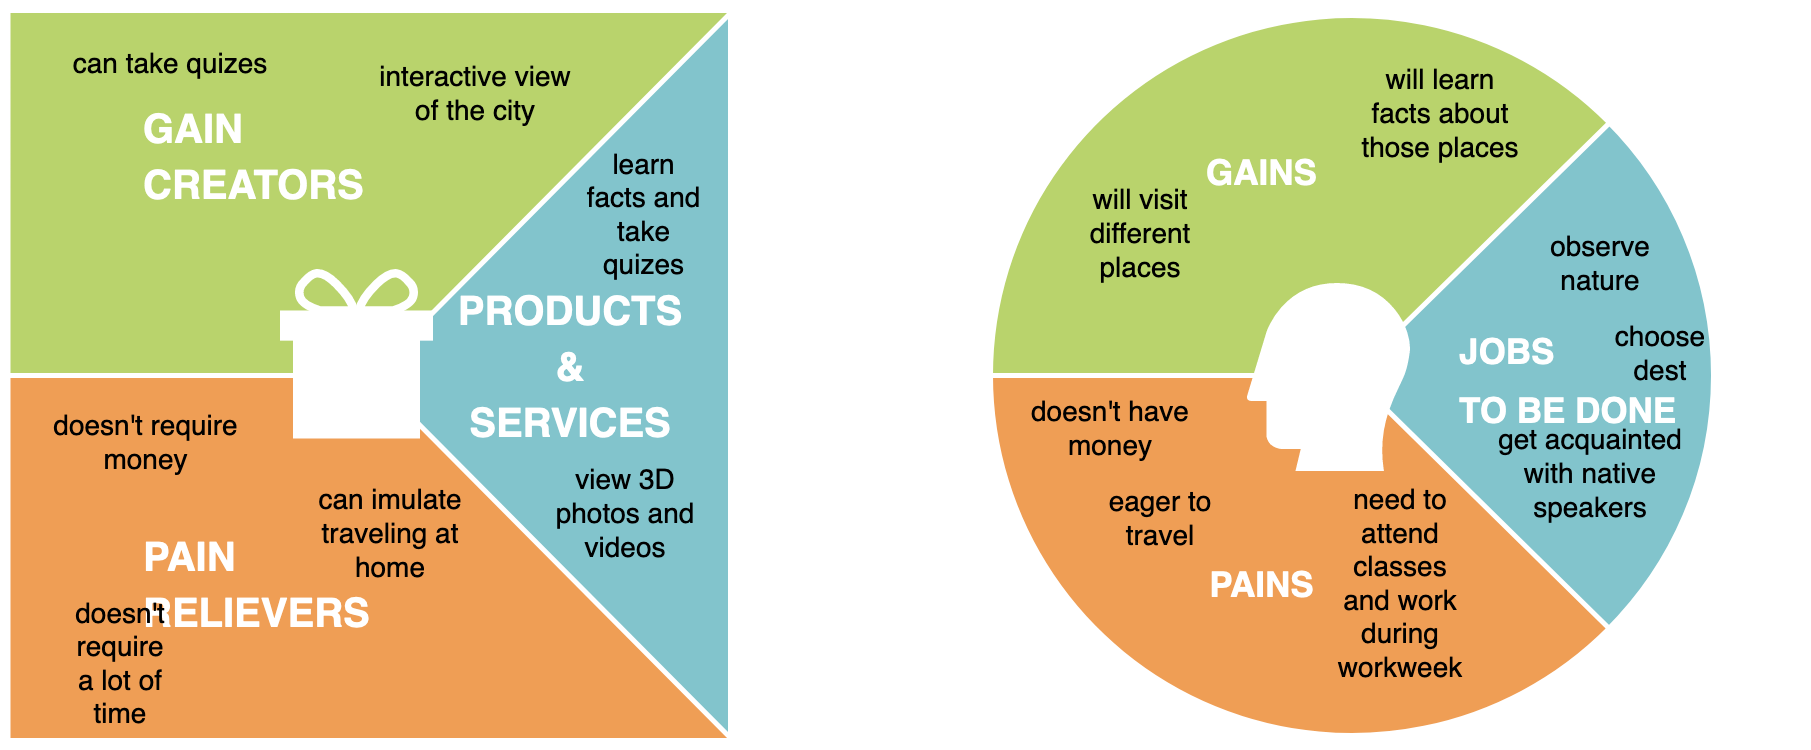 can take quizes
interactive view
of the city
GAIN
CREATORS
learn
facts and
take
quizes
PRODUCTS
&
SERVICES
view 3D
photos and
videos
doesn't require
money
can imulate
traveling at
home
PAIN
RELIEVERS
doesn't
require
a lot of
time
will learn
facts about
those places
GAINS
will visit
different
places
observe
nature
choose
dest
JOBS
TO BE DONE
get acquainted
with native
speakers
doesn't have
money
eager to
travel
need to
attend
classes
and work
during
workweek
PAINS